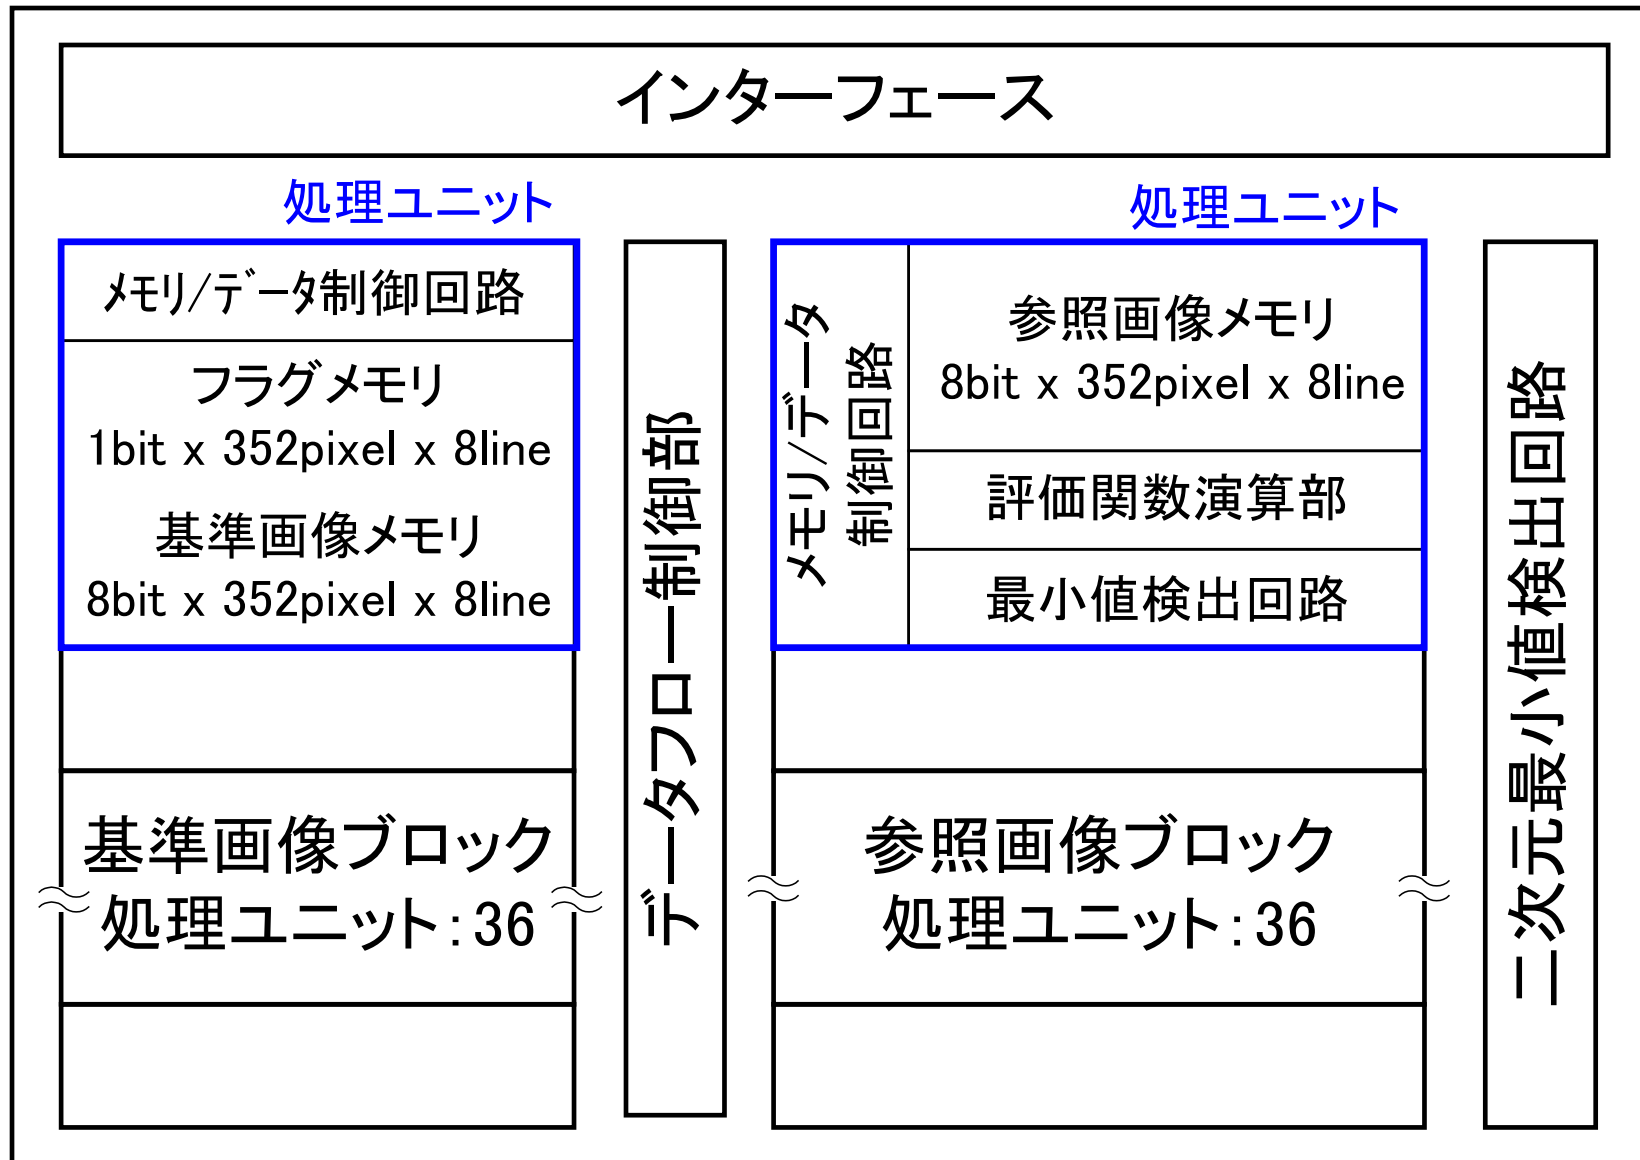 インターフェース
処理ユニット
メモリ/データ制御回路
フラグメモリ
1bit x 352pixel x 8line
基準画像メモリ
8bit x 352pixel x 8line
基準画像ブロック
処理ユニット:36
データフロー制御部
処理ユニット
メモリ/データ
制御回路
参照画像メモリ
8bit x 352pixel x 8line
評価関数演算部
最小値検出回路
参照画像ブロック
処理ユニット:36
二次元最小値検出回路